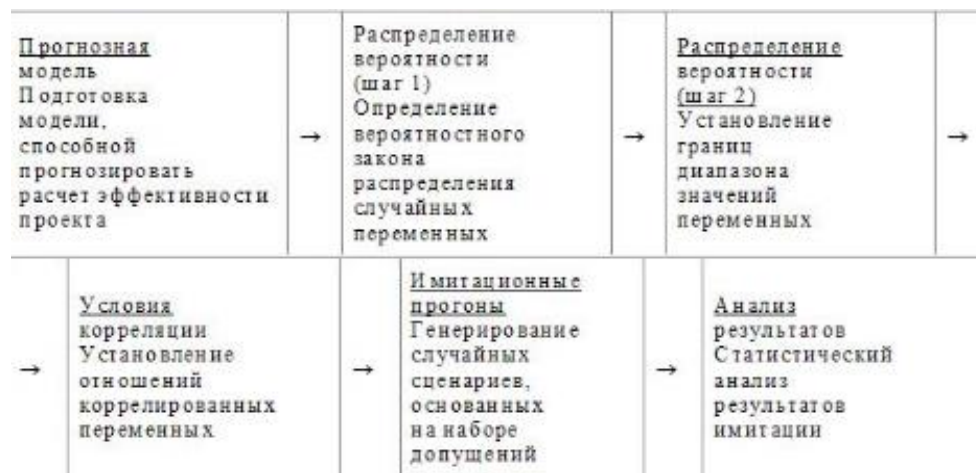 Прогнозная
модель
Подготовка
модели,
способной
прогнозировать
расчет эффективности
проекта
→
Распределение
вероятности
(шаг 1)
Определение
вероятностного
закона
распределения
случайных
переменных
→
Распределение
вероятности
(шаг 2)
Установление
границ
диапазона
значений
переменных
→
→
Условия
корреляции
Установление
отношений
коррелированных
переменных
→
Имитационные
прогоны
Генерирование
случайных
сценариев,
основанных
на наборе
допущений
→
Анализ
результатов
Статистический
анализ
результатов
имитации